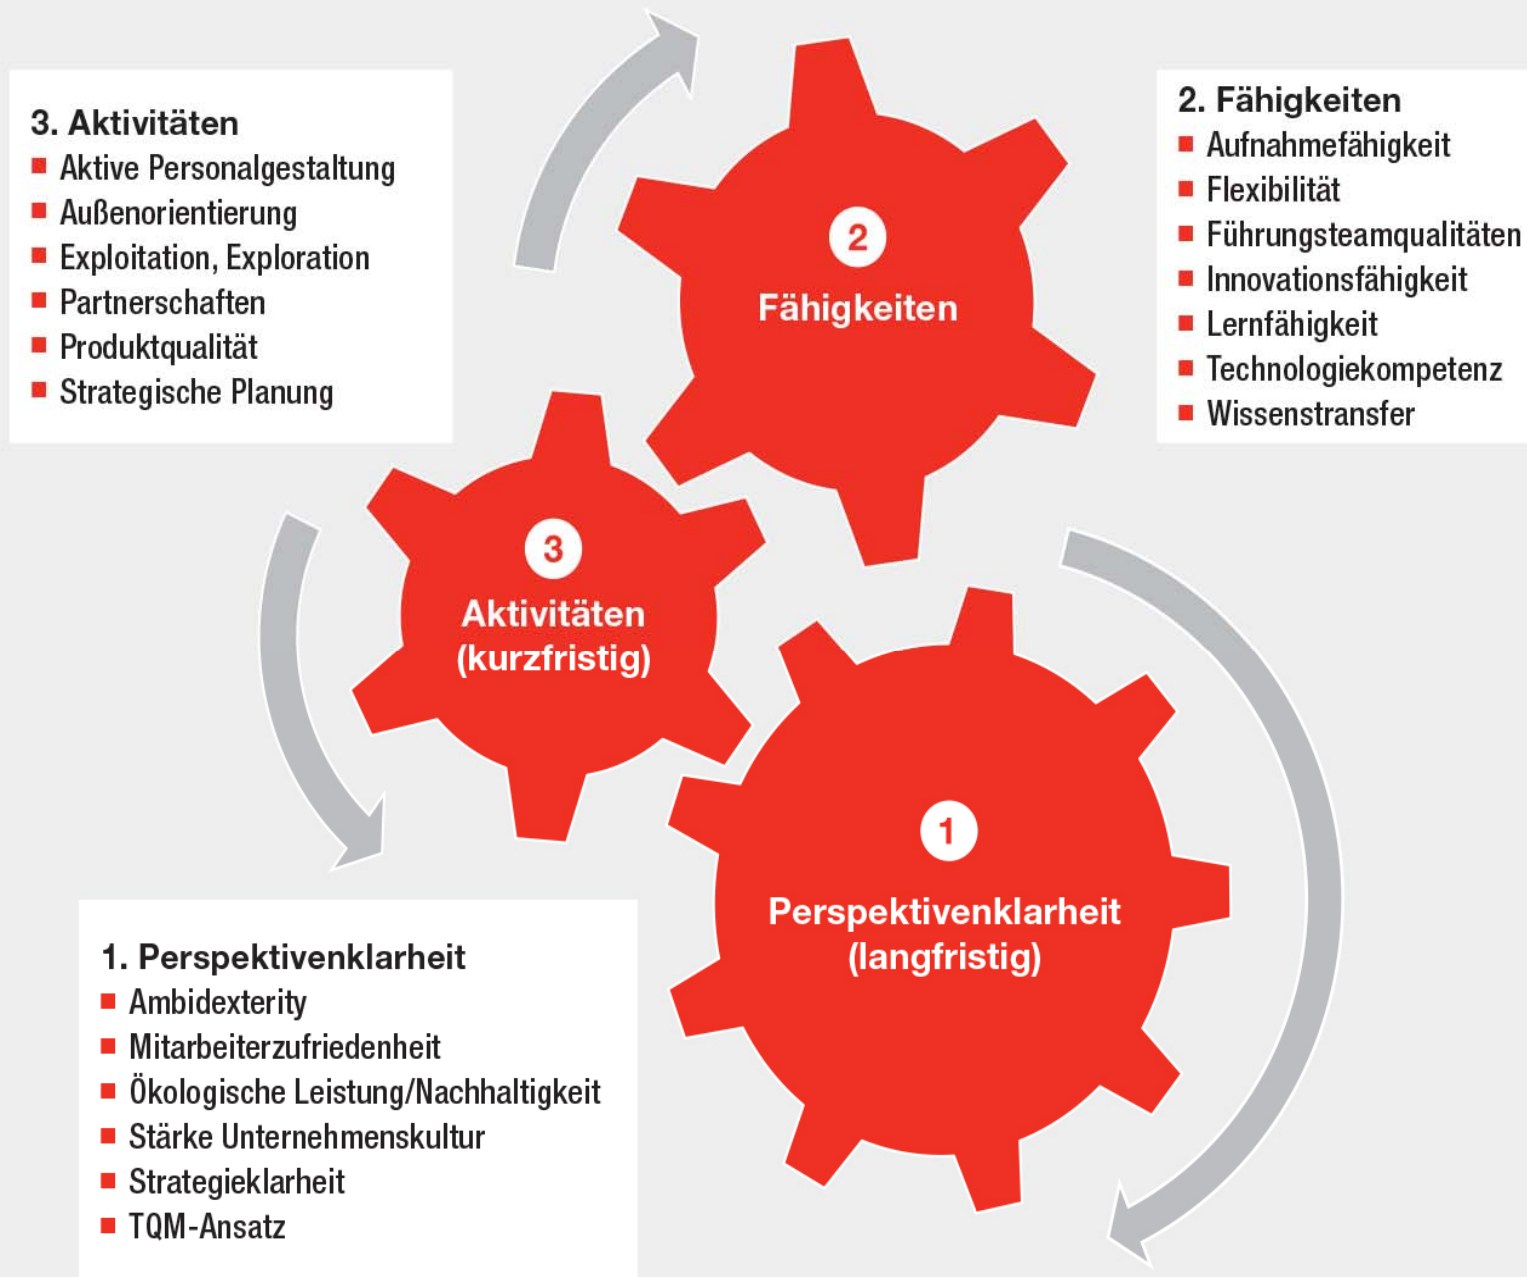 3. Aktivitäten
Aktive Personalgestaltung
Außenorientierung
Exploitation, Exploration
Partnerschaften
Produktqualität
Strategische Planung
2. Fähigkeiten
Aufnahmefähigkeit
Flexibilität
Führungsteamqualitäten
Innovationsfähigkeit
Lernfähigkeit
Technologiekompetenz
Wissenstransfer
2
Fähigkeiten
3
Aktivitäten
(kurzfristig)
1
Perspektivenklarheit
(langfristig)
1. Perspektivenklarheit
Ambidexterity
Mitarbeiterzufriedenheit
Ökologische Leistung/Nachhaltigkeit
Stärke Unternehmenskultur
Strategieklarheit
TQM-Ansatz